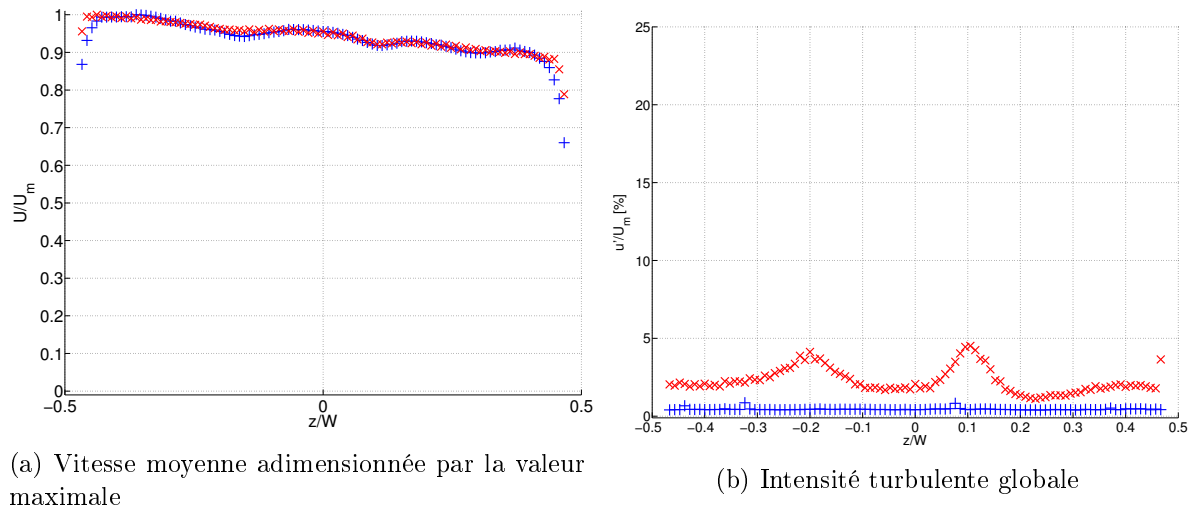 1
0.9
0.8
0.7
0.6
0.5
0.4
0.3
0.2
0.1
0
U/U_m
−0.5 0 0.5
z/W
(a) Vitesse moyenne adimensionnée par la valeur
maximale
25
20
15
10
5
0
u'/U_m [%]
−0.5 −0.4 −0.3 −0.2 −0.1 0 0.1 0.2 0.3 0.4 0.5
z/W
(b) Intensité turbulente globale